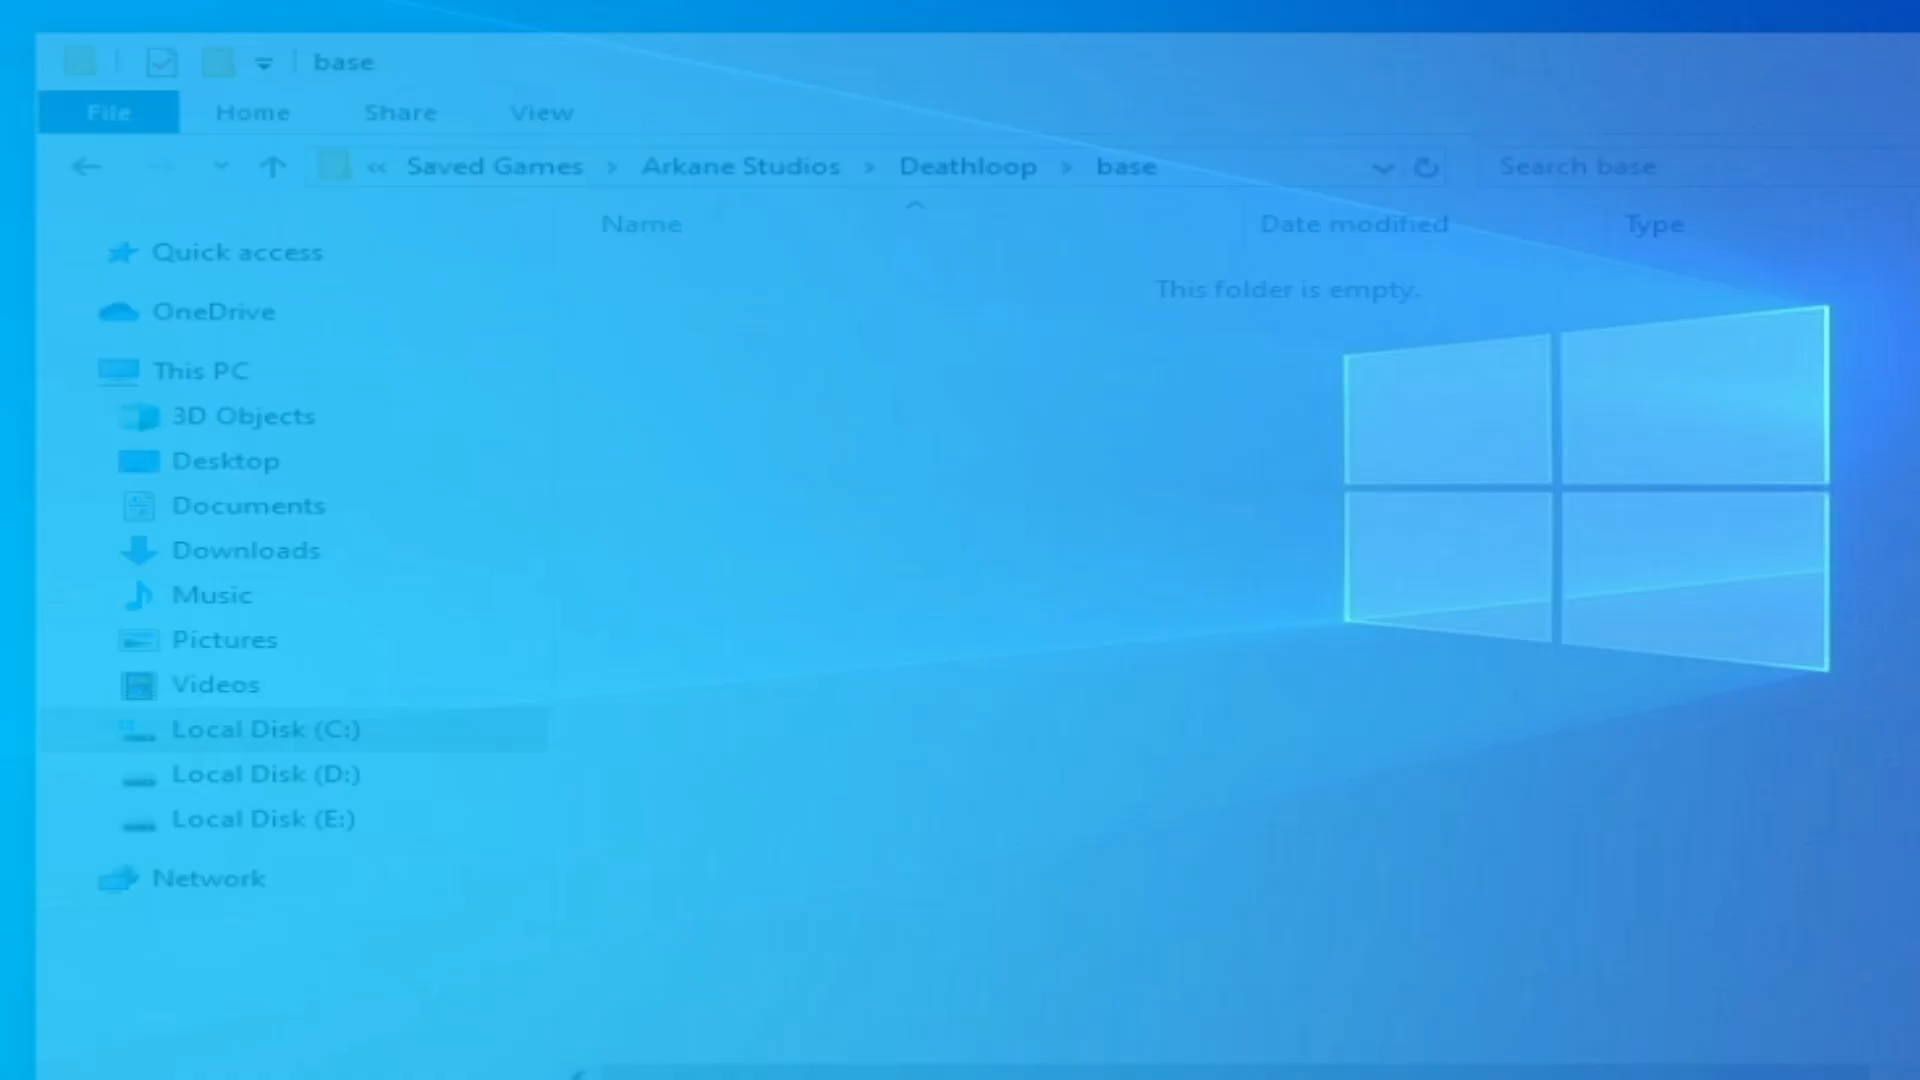 base
File Home Share View
« Saved Games > Arkane Studios > Deathloop > base Search base
Name Date modified Type
This folder is empty.
Quick access
OneDrive
This PC
3D Objects
Desktop
Documents
Downloads
Music
Pictures
Videos
Local Disk (C:)
Local Disk (D:)
Local Disk (E:)
Network